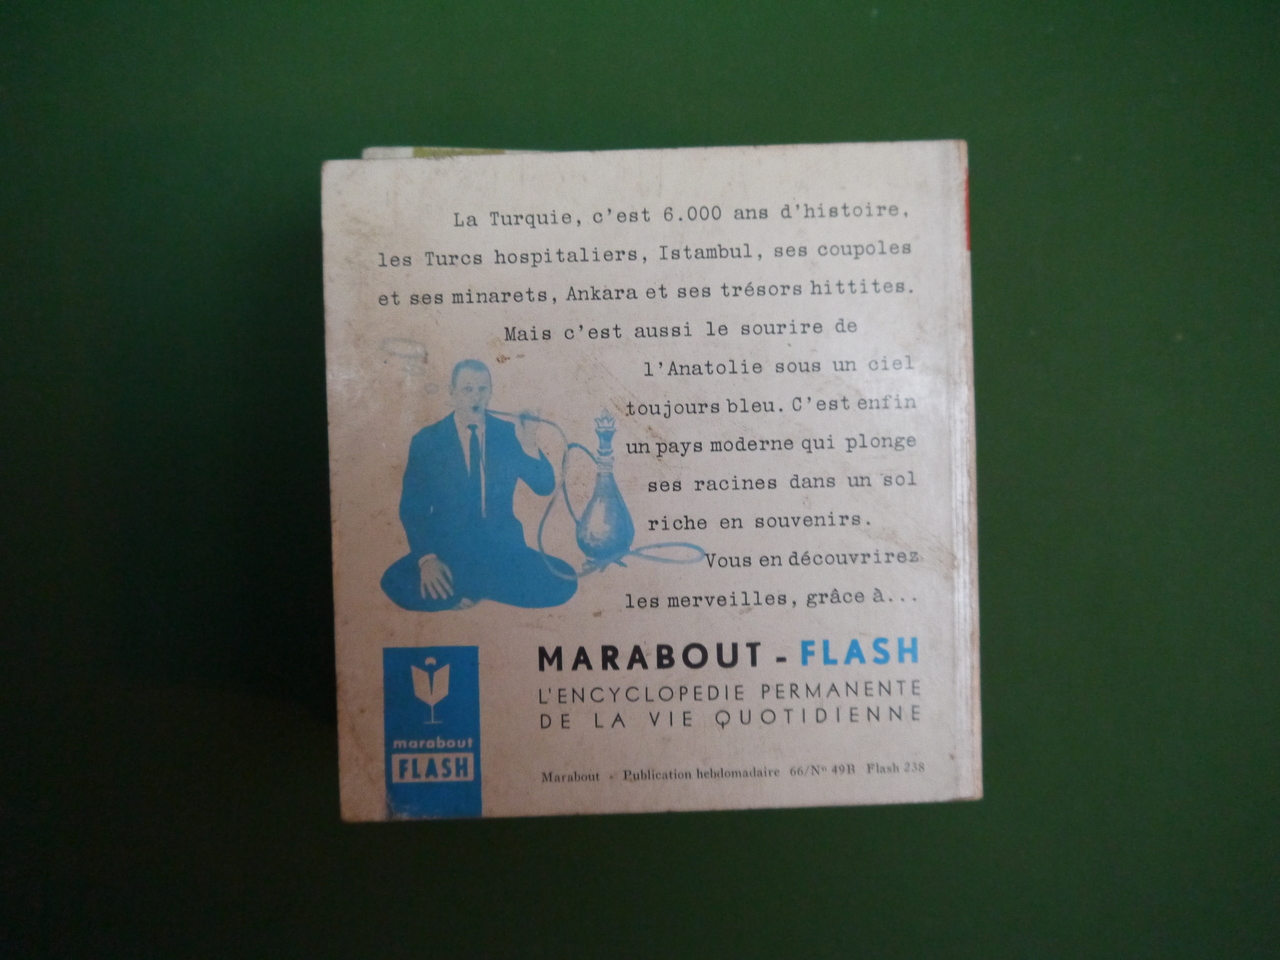 La Turquie, c'est 6.000 ans d'histoire,
les Turcs hospitaliers, Istambul, ses coupoles
et ses minarets, Ankara et ses trésors hittites.
Mais c'est aussi le sourire de
l'Anatolie sous un ciel
toujours bleu. C'est enfin
un pays moderne qui plonge
ses racines dans un sol
riche en souvenirs.
Vous en découvrirez
les merveilles, grâce à...
MARABOUT - FLASH
L'ENCYCLOPEDIE PERMANENTE
DE LA VIE QUOTIDIENNE
marabout
FLASH
Marabout - Publication hebdomadaire 66/Nº 49B Flash 238